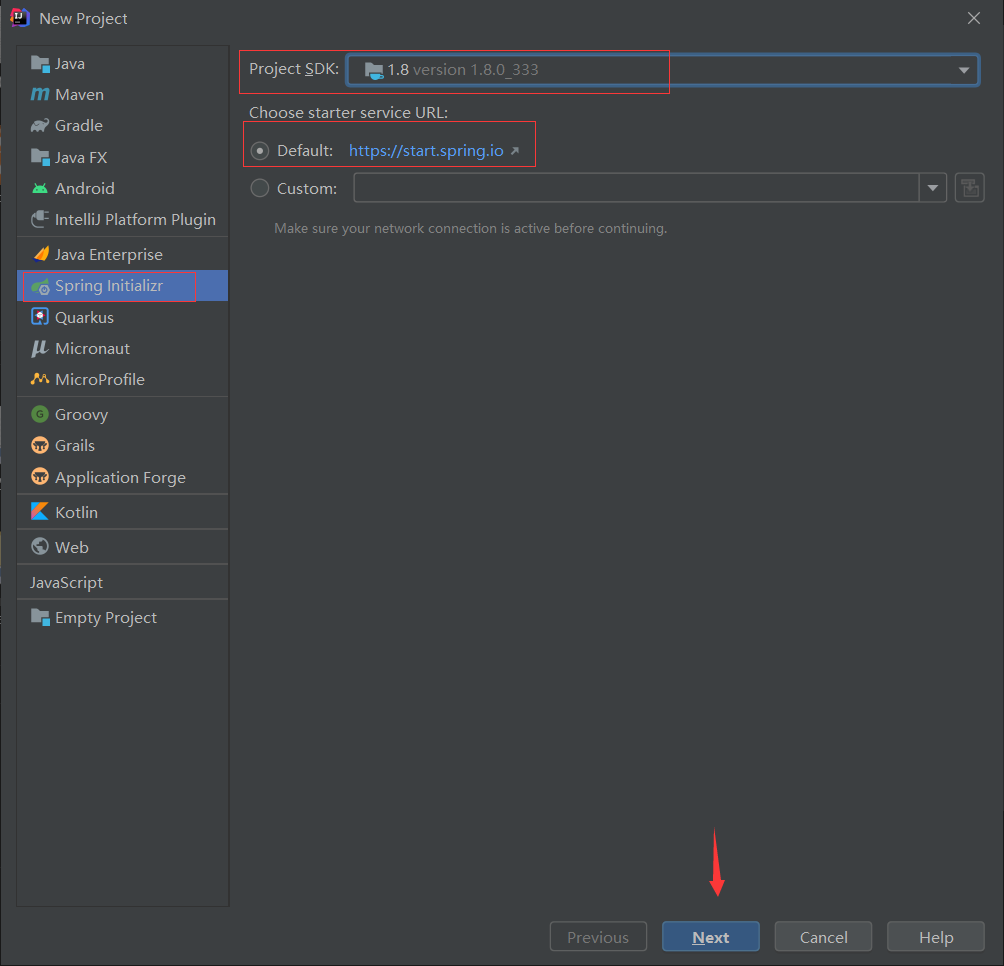 New Project
Java
Maven
Gradle
Java FX
Android
IntelliJ Platform Plugin
Java Enterprise
Spring Initializr
Quarkus
Micronaut
MicroProfile
Groovy
Grails
Application Forge
Kotlin
Web
JavaScript
Empty Project
Project SDK: 1.8 version 1.8.0_333
Choose starter service URL:
Default: https://start.spring.io
Custom:
Make sure your network connection is active before continuing.
Previous Next Cancel Help